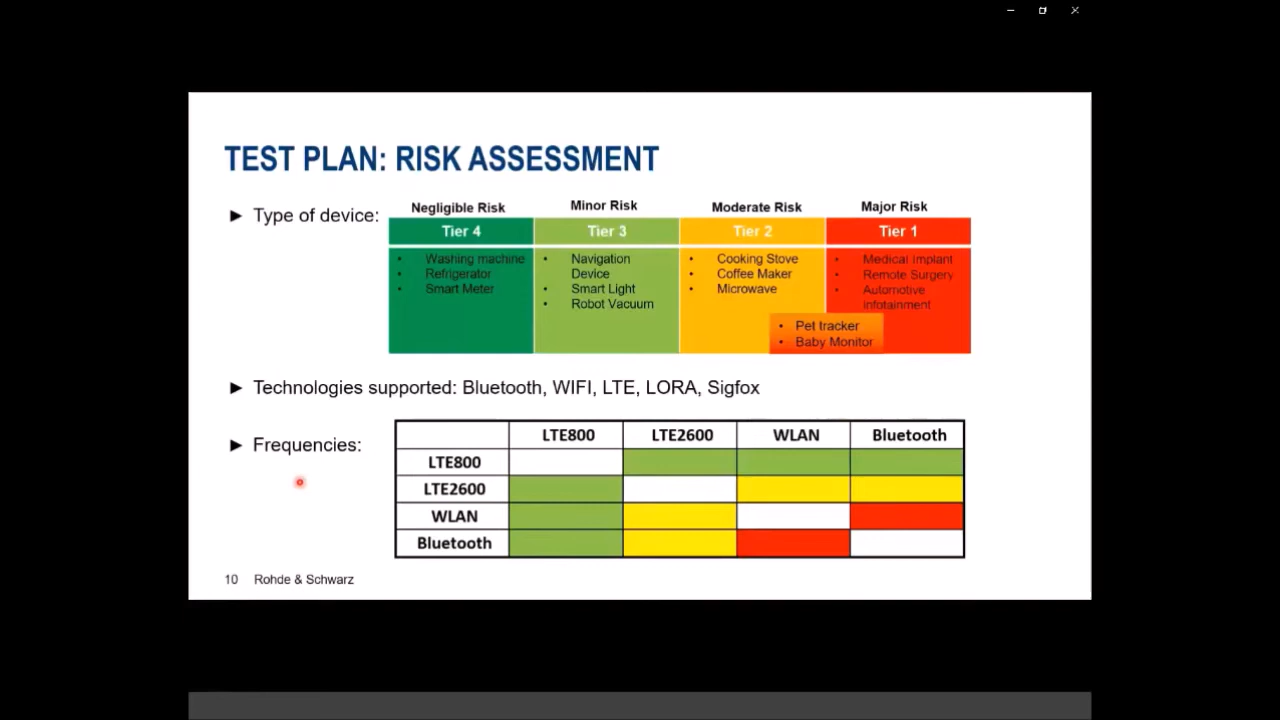 TEST PLAN: RISK ASSESSMENT
► Type of device:
Negligible Risk Minor Risk Moderate Risk Major Risk
Tier 4 Tier 3 Tier 2 Tier 1
• Washing machine
• Refrigerator
• Smart Meter
• Navigation
Device
• Smart Light
• Robot Vacuum
• Cooking Stove
• Coffee Maker
• Microwave
• Medical Implant
• Remote Surgery
• Automotive
infotainment
• Pet tracker
• Baby Monitor
► Technologies supported: Bluetooth, WIFI, LTE, LORA, Sigfox
► Frequencies:
LTE800 LTE2600 WLAN Bluetooth
LTE800
LTE2600
WLAN
Bluetooth
10 Rohde & Schwarz